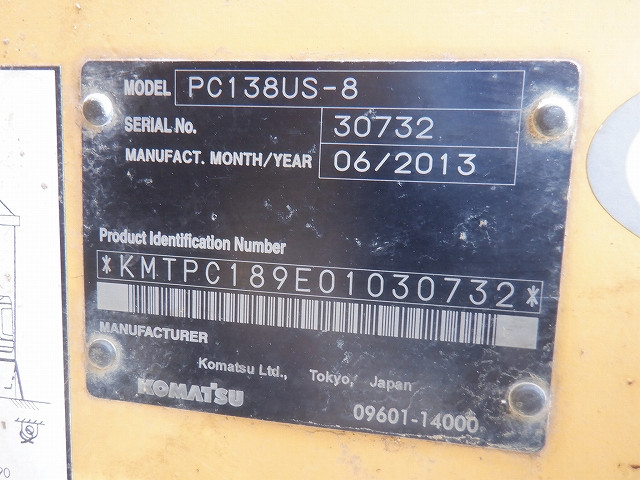 MODEL PC138US-8
SERIAL No. 30732
MANUFACT. MONTH/YEAR 06/2013
Product Identification Number
*KMTPC189E01030732*
MANUFACTURER
Komatsu Ltd., Tokyo, Japan
KOMATSU
09601-14000
90